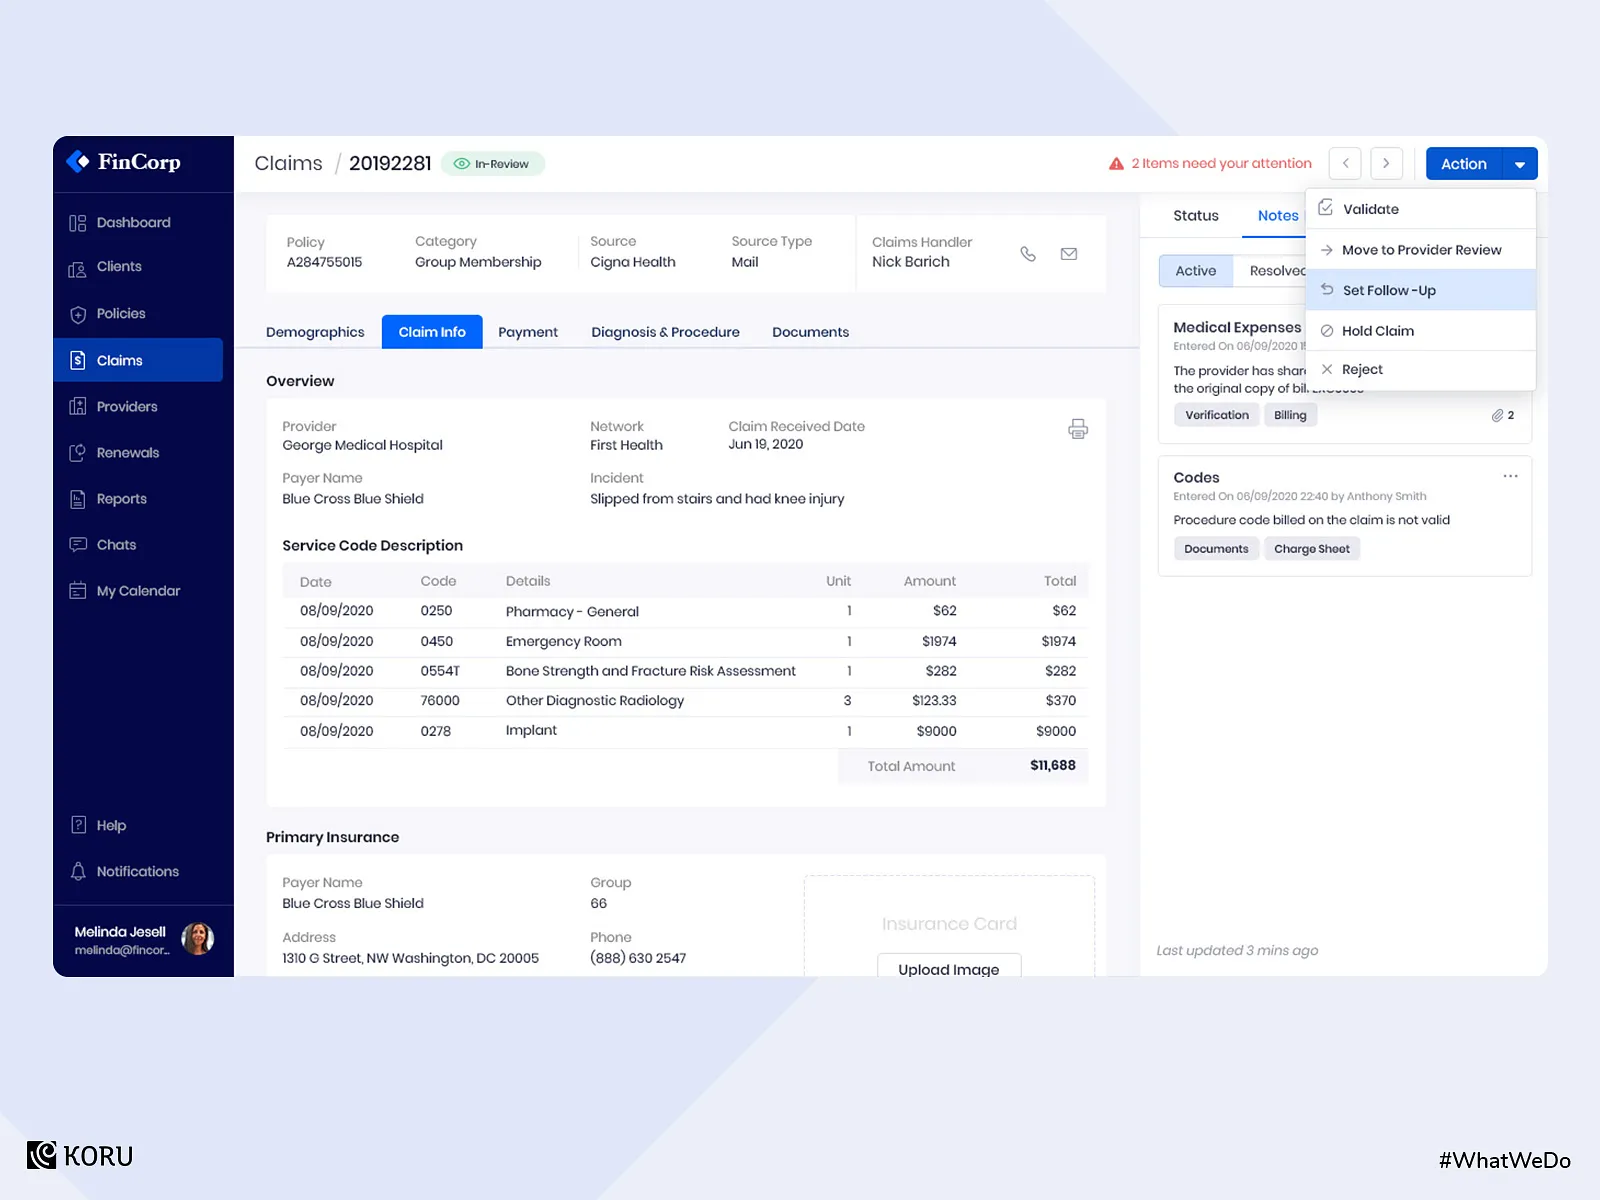 FinCorp
Dashboard
Clients
Policies
Claims
Providers
Renewals
Reports
Chats
My Calendar
Help
Notifications
Melinda Jesell
melinda@fincor...
Claims / 20192281 In-Review
2 Items need your attention
Action
Validate
Move to Provider Review
Set Follow -Up
Hold Claim
Reject
Policy
A284755015
Category
Group Membership
Source
Cigna Health
Source Type
Mail
Claims Handler
Nick Barich
Demographics Claim Info Payment Diagnosis & Procedure Documents
Overview
Provider
George Medical Hospital
Network
First Health
Claim Received Date
Jun 19, 2020
Payer Name
Blue Cross Blue Shield
Incident
Slipped from stairs and had knee injury
Service Code Description
Date Code Details Unit Amount Total
08/09/2020 0250 Pharmacy - General 1 $62 $62
08/09/2020 0450 Emergency Room 1 $1974 $1974
08/09/2020 0554T Bone Strength and Fracture Risk Assessment 1 $282 $282
08/09/2020 76000 Other Diagnostic Radiology 3 $123.33 $370
08/09/2020 0278 Implant 1 $9000 $9000
Total Amount $11,688
Primary Insurance
Payer Name
Blue Cross Blue Shield
Group
66
Address
1310 G Street, NW Washington, DC 20005
Phone
(888) 630 2547
Insurance Card
Upload Image
Status Notes
Active Resolved
Medical Expenses
Entered On 06/09/2020
The provider has
the original copy of
Verification Billing 2
Codes
Entered On 06/09/2020 22:40 by Anthony Smith
Procedure code billed on the claim is not valid
Documents Charge Sheet
Last updated 3 mins ago
KORU
#WhatWeDo